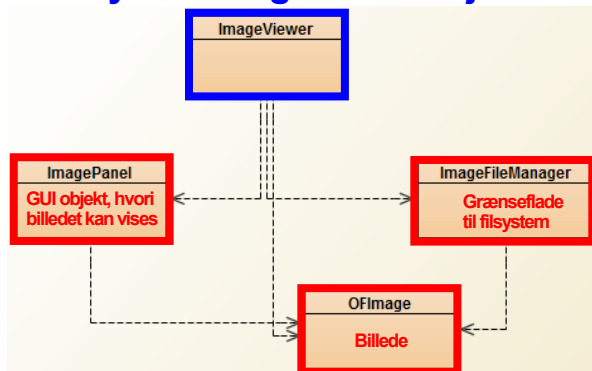 ImageViewer
ImagePanel
GUI objekt, hvori
billedet kan vises
ImageFileManager
Grænseflade
til filsystem
OFImage
Billede